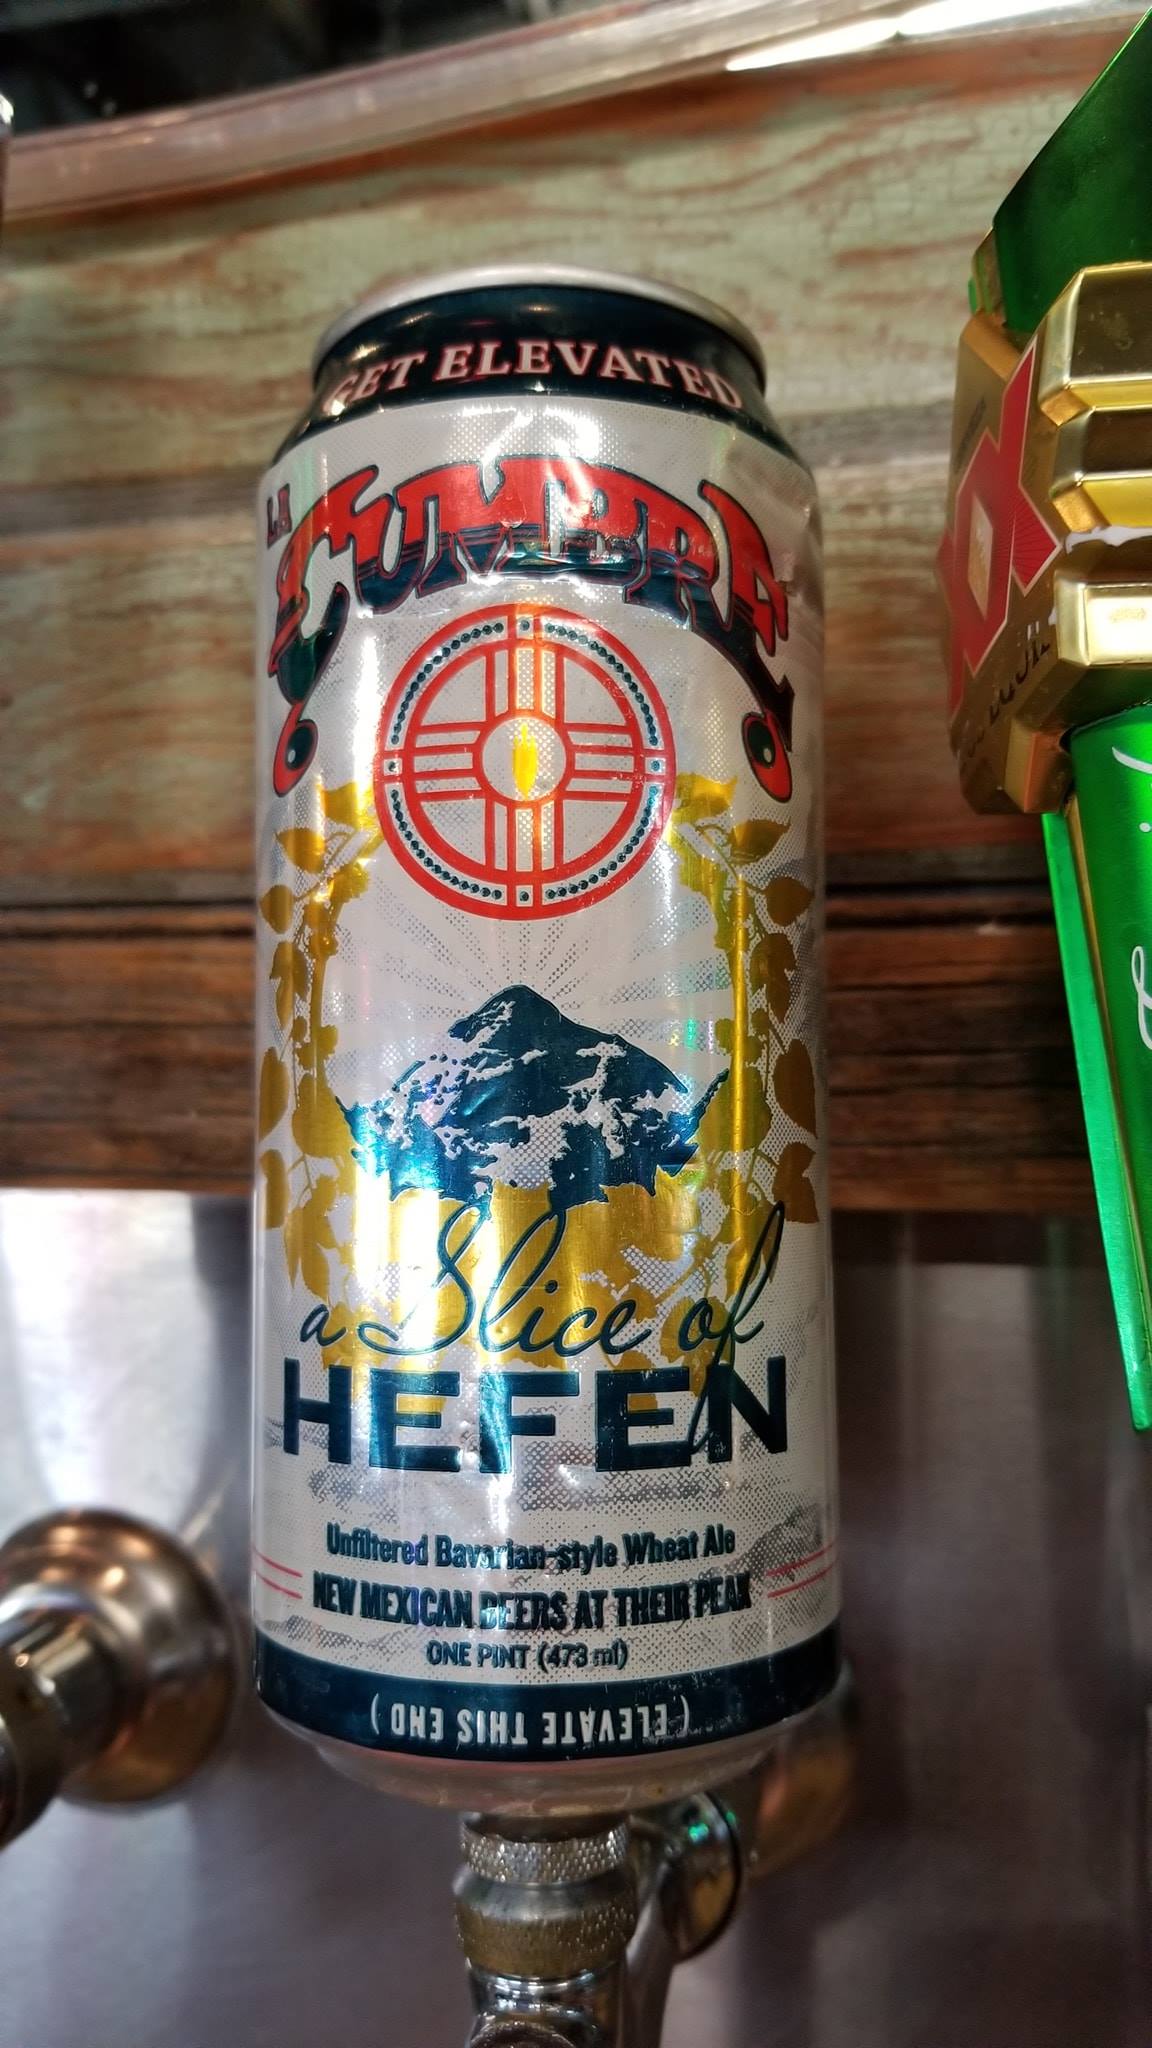 GET ELEVATED
LA
CUMBRE
a Slice of
HEFEN
Unfiltered Bavarian-style Wheat Ale
NEW MEXICAN BEERS AT THEIR PEAK
ONE PINT (473 ml)
( ELEVATE THIS END )